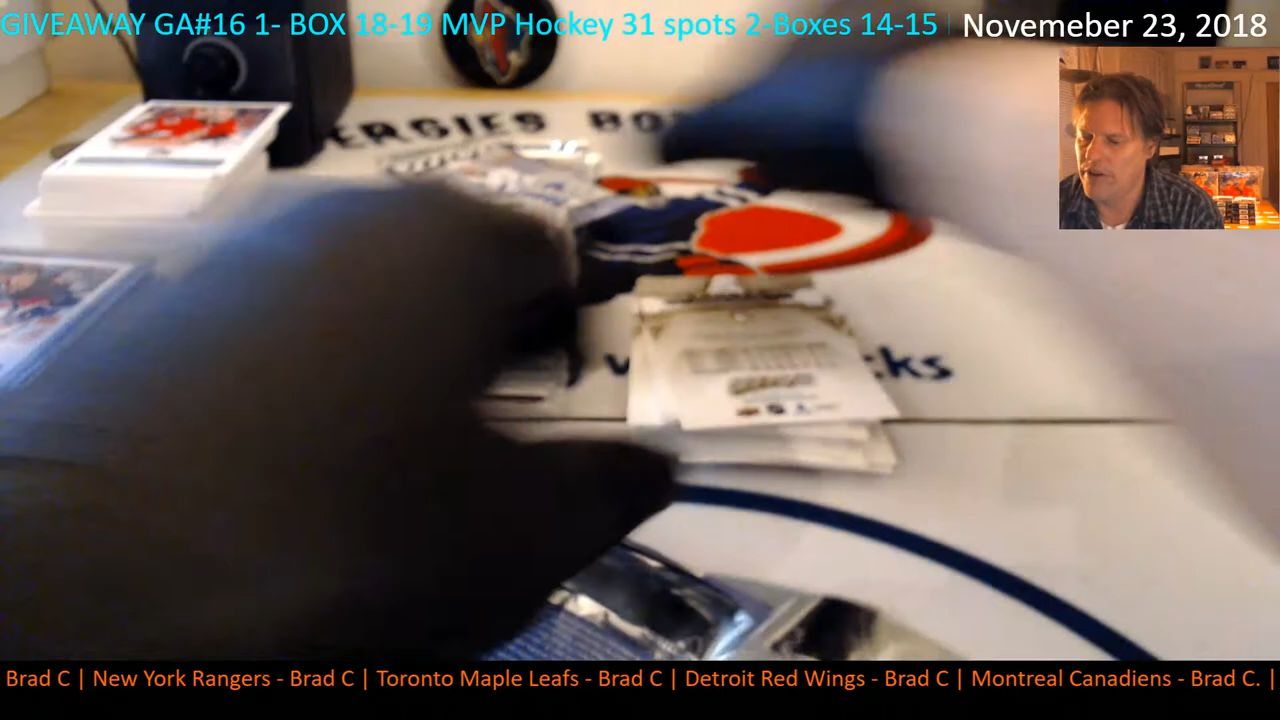 GIVEAWAY GA#16 1- BOX 18-19 MVP Hockey 31 spots 2-Boxes 14-15
Novemeber 23, 2018
Brad C | New York Rangers - Brad C | Toronto Maple Leafs - Brad C | Detroit Red Wings - Brad C | Montreal Canadiens - Brad C. |